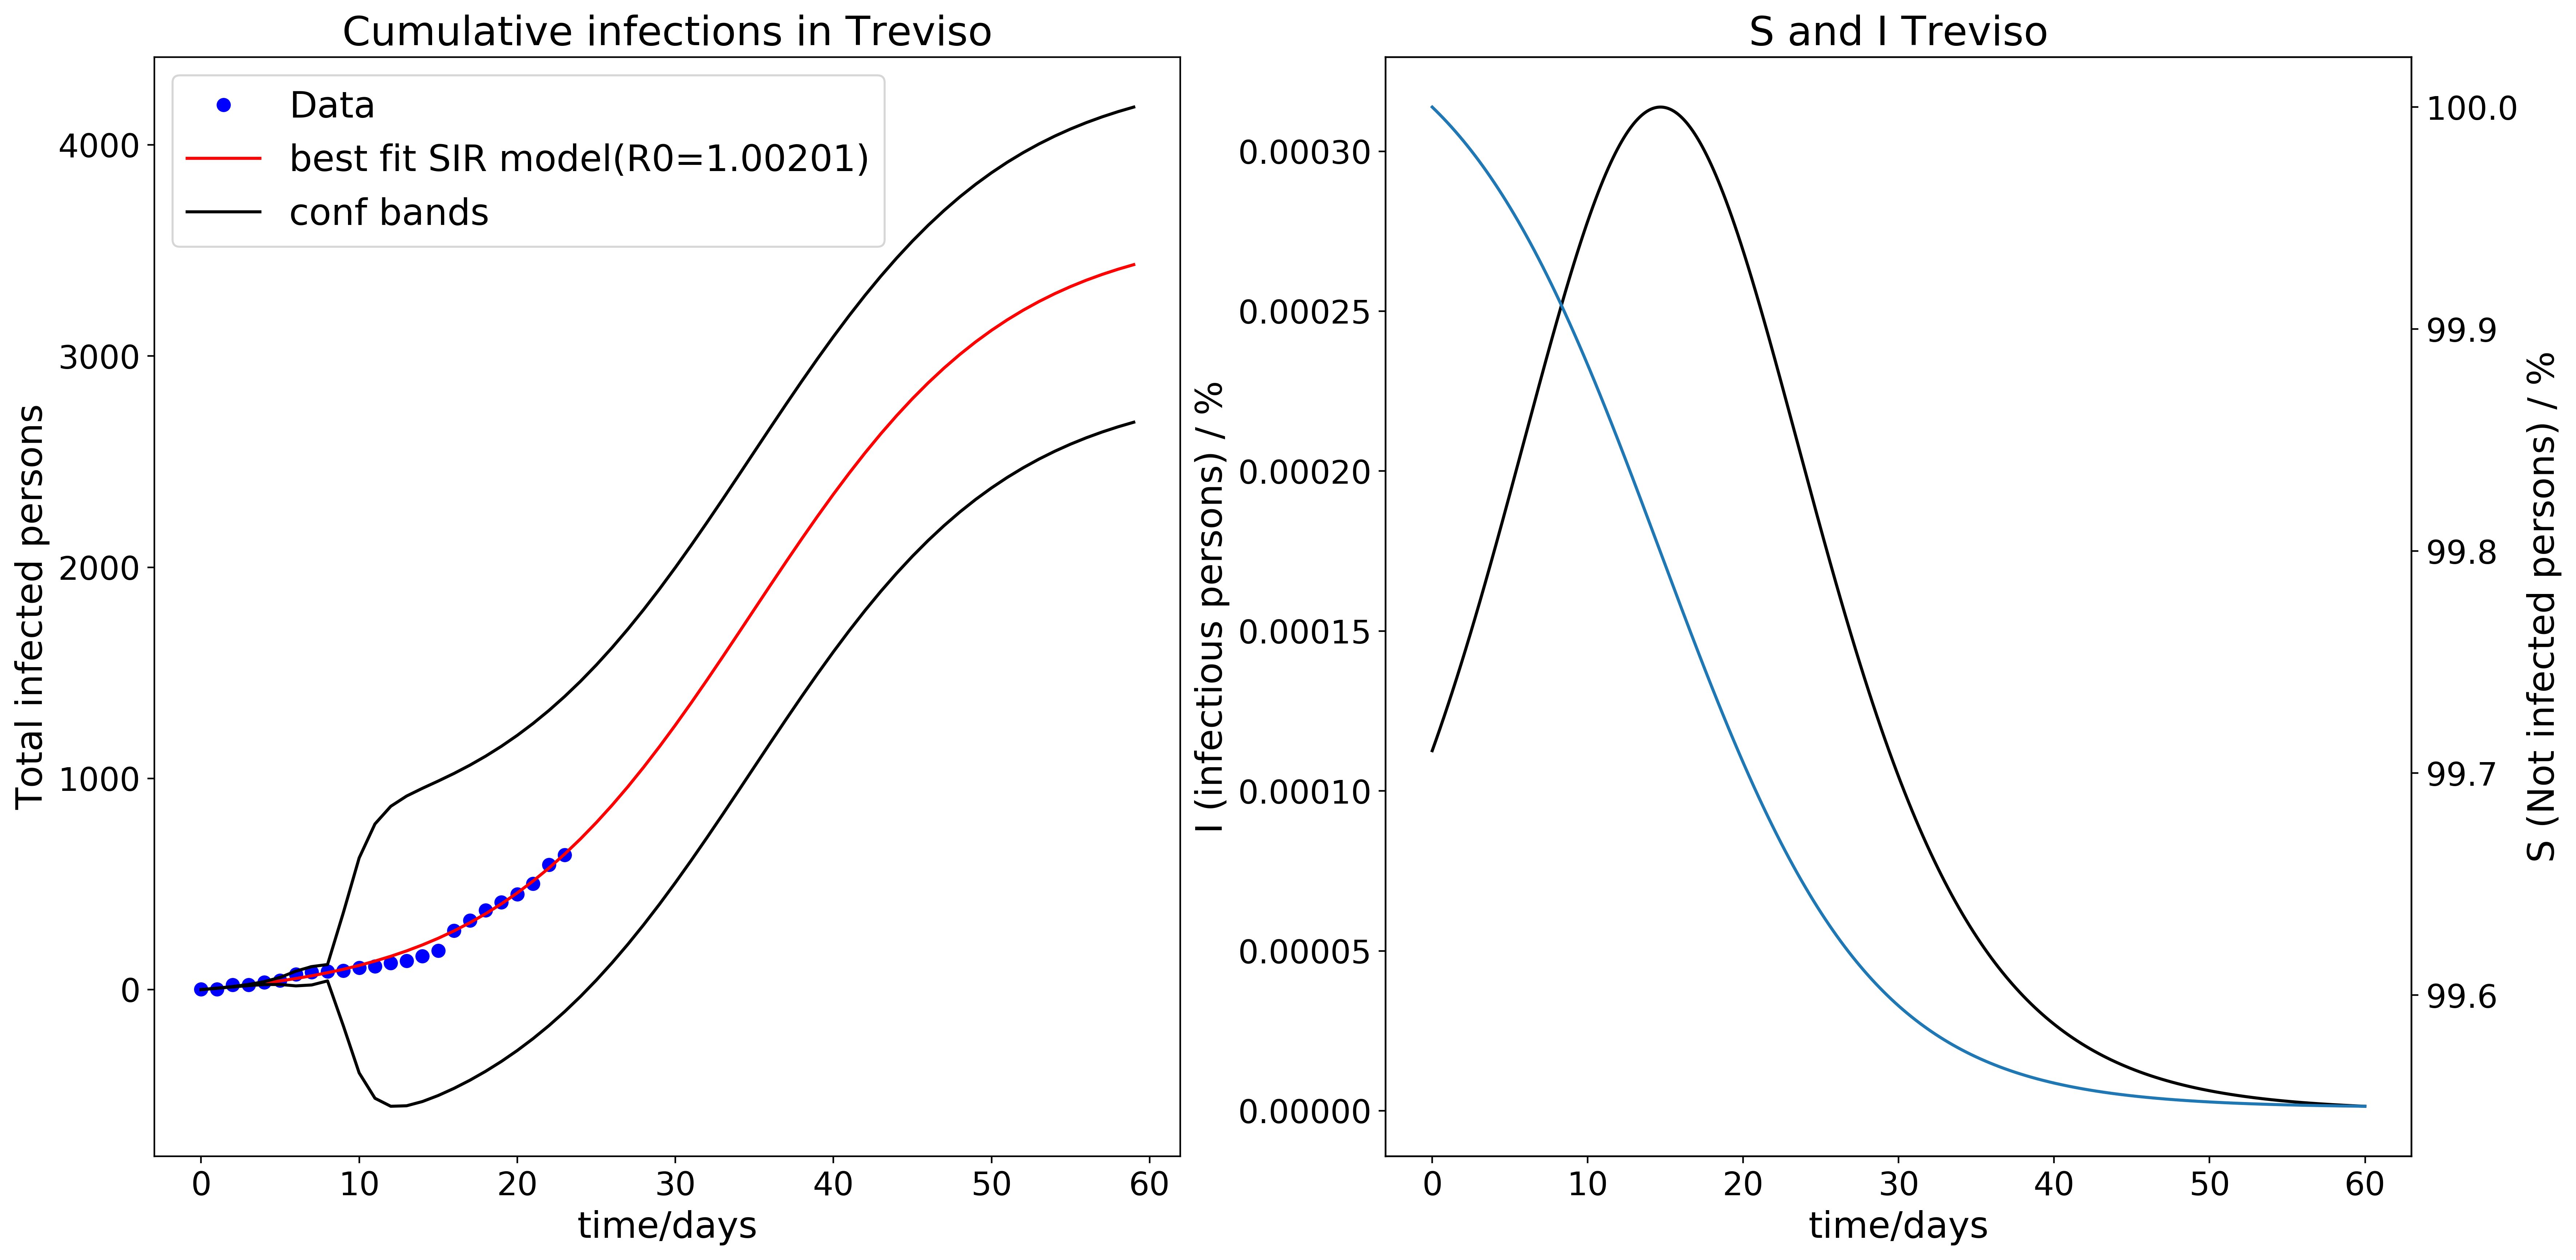 Cumulative infections in Treviso
Data
best fit SIR model(R0=1.00201)
conf bands
Total infected persons
4000
3000
2000
1000
0
0 10 20 30 40 50 60
time/days
S and I Treviso
I (infectious persons) / %
0.00030
0.00025
0.00020
0.00015
0.00010
0.00005
0.00000
100.0
99.9
99.8
99.7
99.6
S (Not infected persons) / %
0 10 20 30 40 50 60
time/days